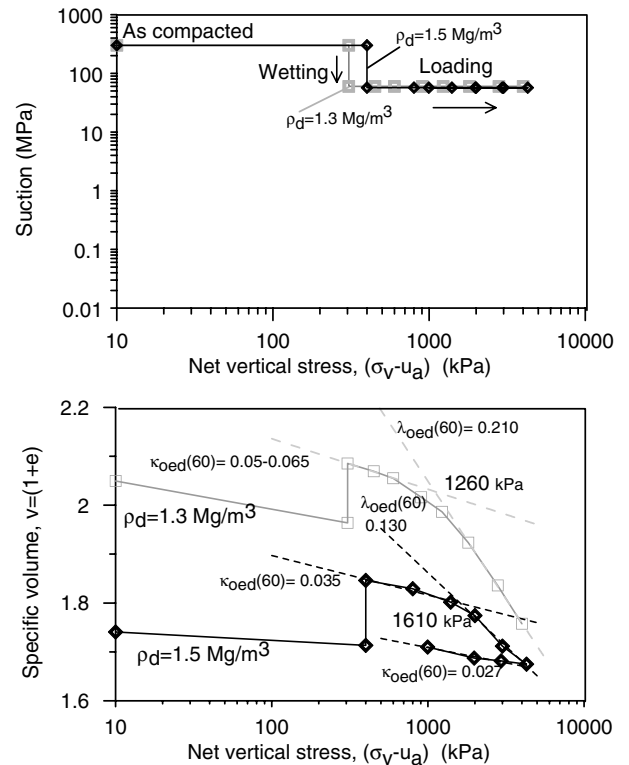 1000
As compacted
ρd=1.5 Mg/m3
100
Wetting
Loading
10
ρd=1.3 Mg/m3
1
0.1
0.01
Suction (MPa)
10
100
1000
10000
Net vertical stress, (σv-ua) (kPa)
2.2
λoed(60)= 0.210
κoed(60)= 0.05-0.065
1260 kPa
2
ρd=1.3 Mg/m3
λoed(60)
0.130
κoed(60)= 0.035
1.8
1610 kPa
ρd=1.5 Mg/m3
κoed(60)= 0.027
1.6
Specific volume, v=(1+e)
10
100
1000
10000
Net vertical stress, (σv-ua) (kPa)